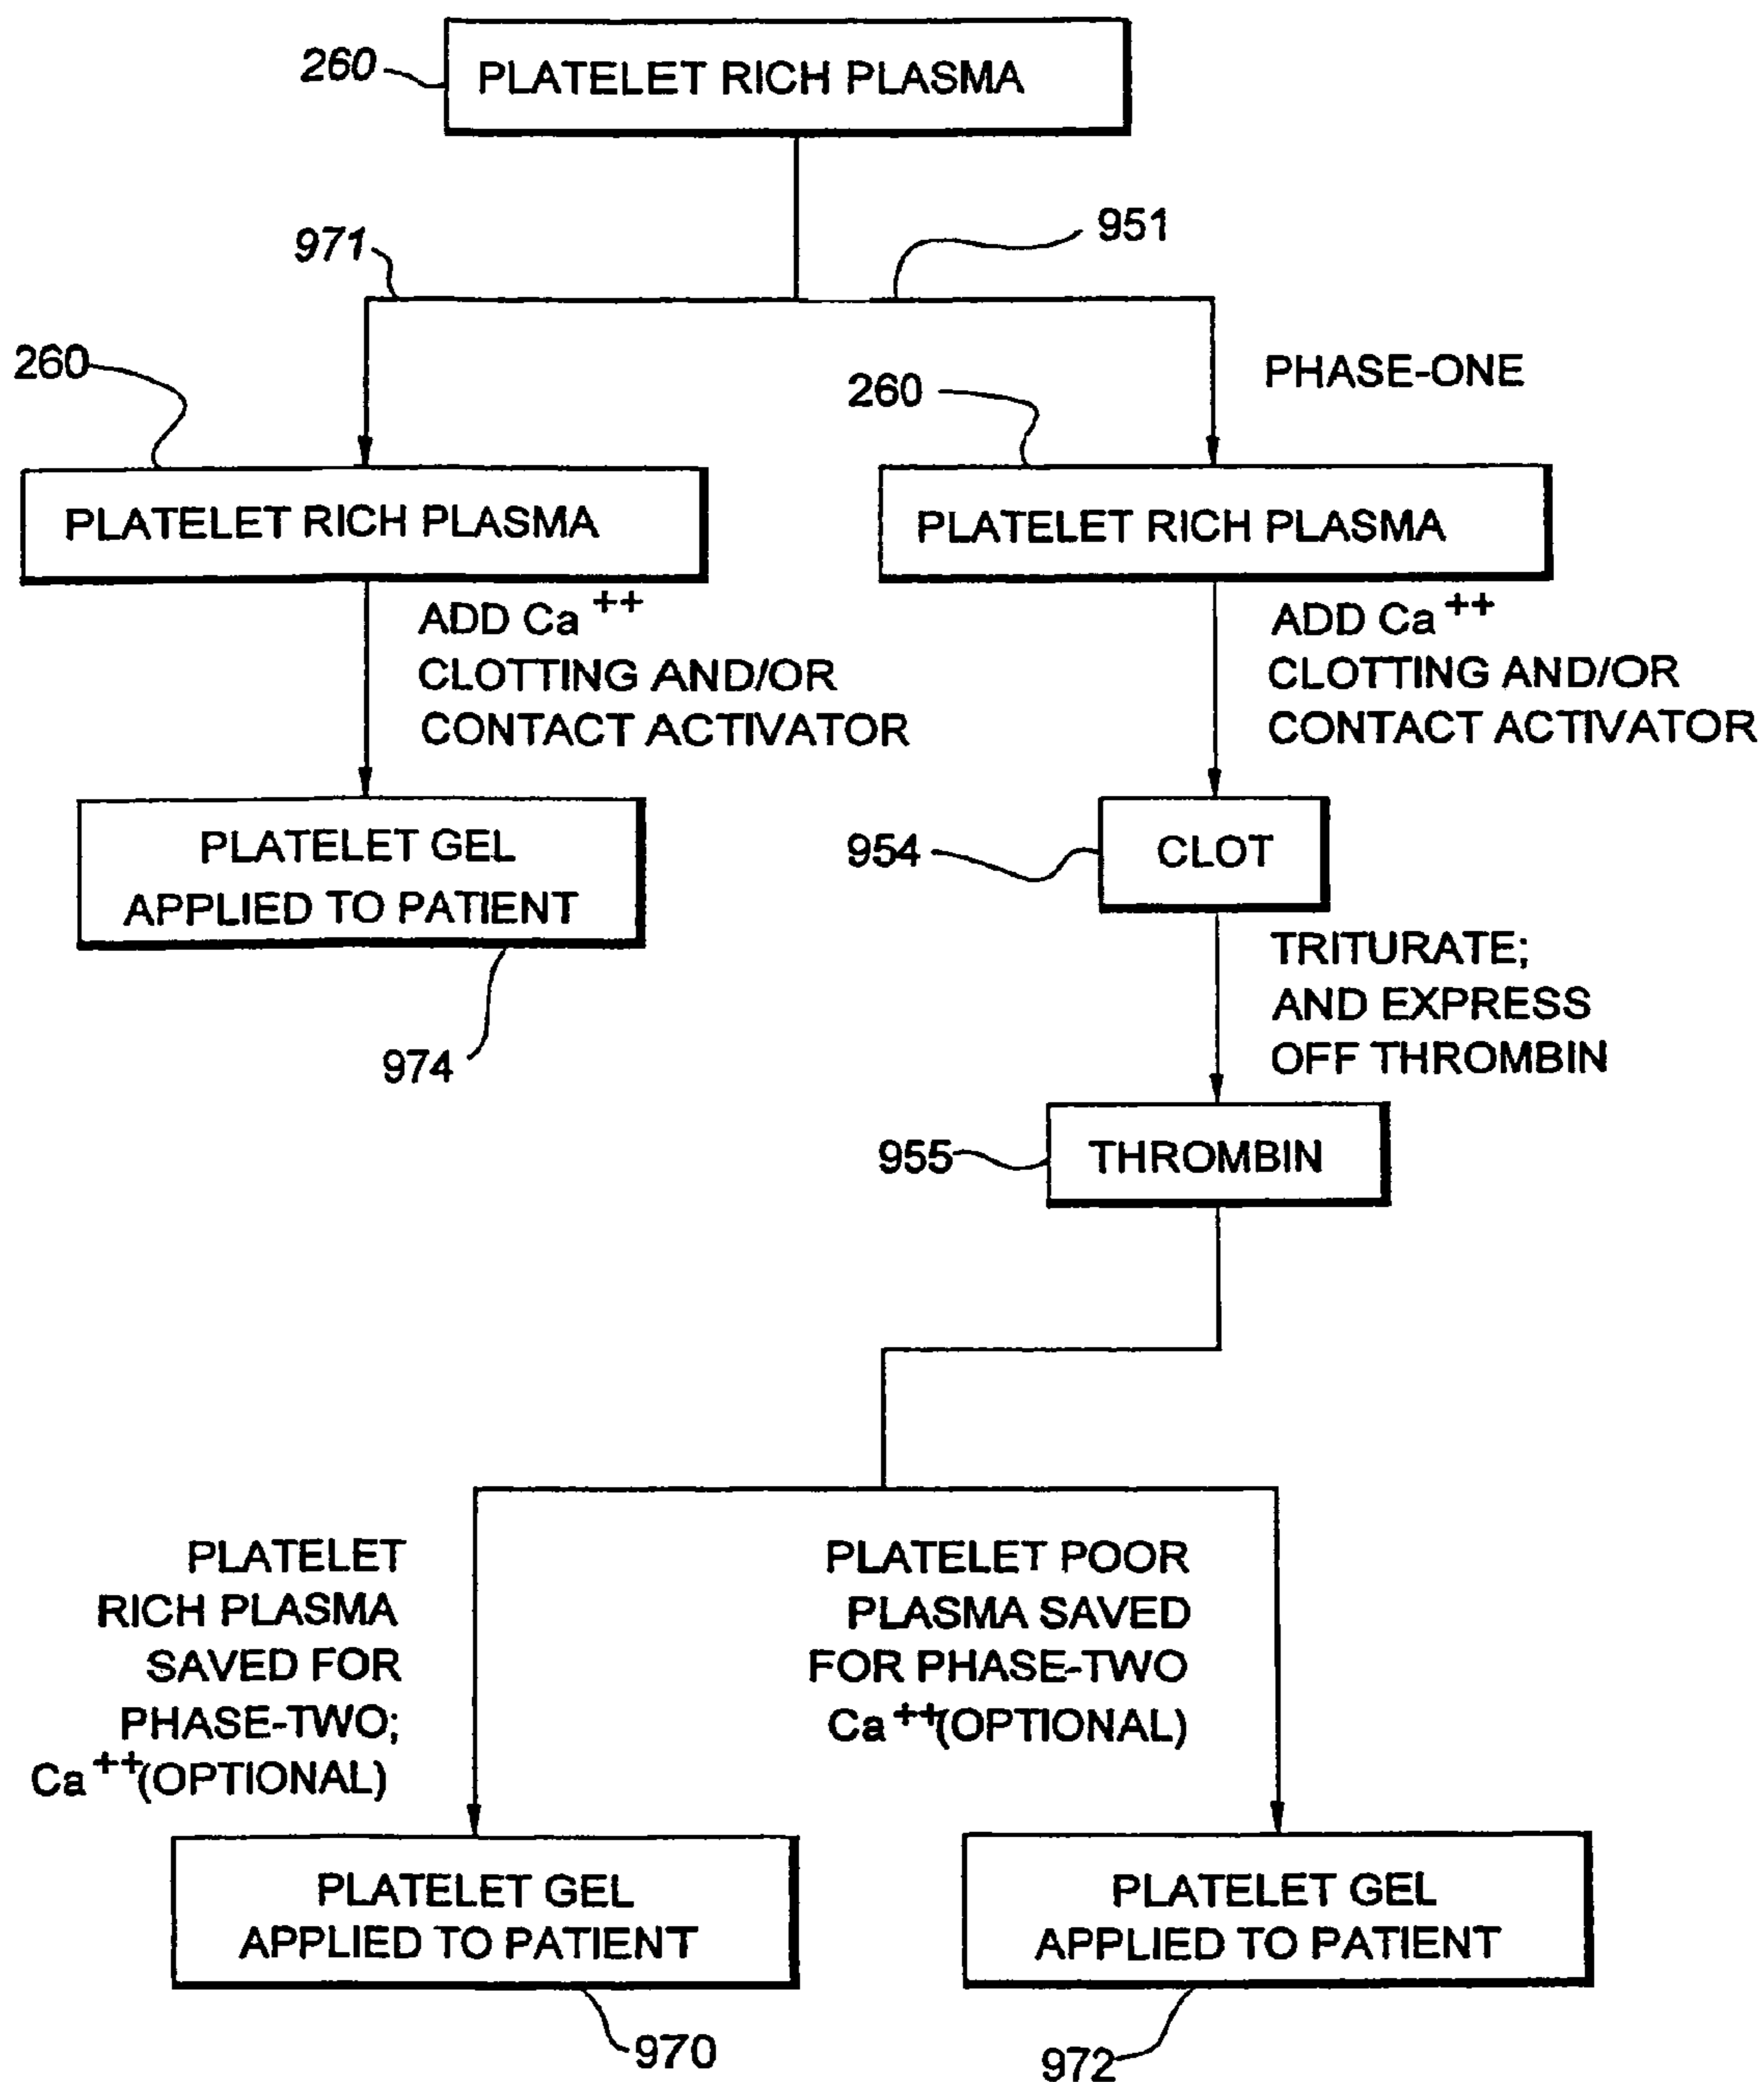 260
PLATELET RICH PLASMA
971
951
260
260
PHASE-ONE
PLATELET RICH PLASMA
PLATELET RICH PLASMA
ADD Ca++
CLOTTING AND/OR
CONTACT ACTIVATOR
ADD Ca++
CLOTTING AND/OR
CONTACT ACTIVATOR
PLATELET GEL
APPLIED TO PATIENT
974
954
CLOT
TRITURATE;
AND EXPRESS
OFF THROMBIN
955
THROMBIN
PLATELET
RICH PLASMA
SAVED FOR
PHASE-TWO;
Ca++(OPTIONAL)
PLATELET POOR
PLASMA SAVED
FOR PHASE-TWO
Ca++(OPTIONAL)
PLATELET GEL
APPLIED TO PATIENT
970
PLATELET GEL
APPLIED TO PATIENT
972